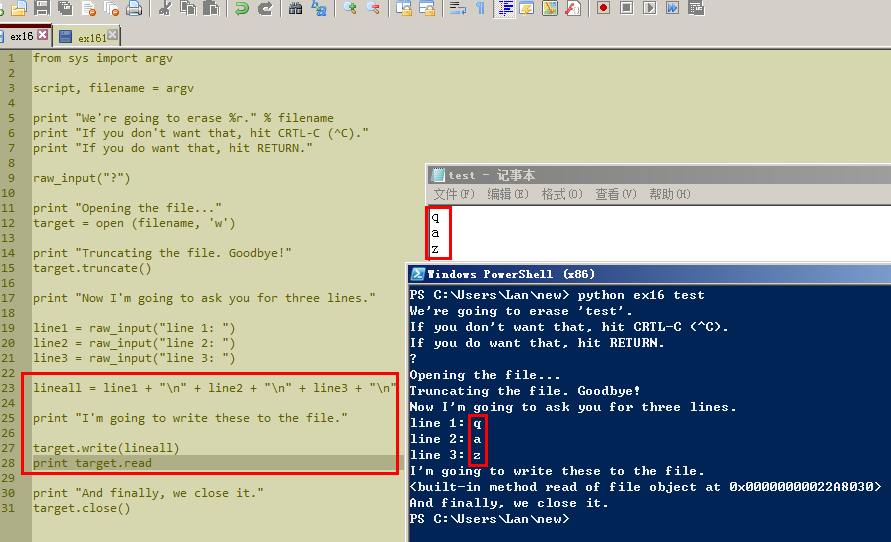 ex16
ex161
1 from sys import argv
2
3 script, filename = argv
4
5 print "We're going to erase %r." % filename
6 print "If you don't want that, hit CRTL-C (^C)."
7 print "If you do want that, hit RETURN."
8
9 raw_input("?")
10
11 print "Opening the file..."
12 target = open (filename, 'w')
13
14 print "Truncating the file. Goodbye!"
15 target.truncate()
16
17 print "Now I'm going to ask you for three lines."
18
19 line1 = raw_input("line 1: ")
20 line2 = raw_input("line 2: ")
21 line3 = raw_input("line 3: ")
22
23 lineall = line1 + "\n" + line2 + "\n" + line3 + "\n"
24
25 print "I'm going to write these to the file."
26
27 target.write(lineall)
28 print target.read
29
30 print "And finally, we close it."
31 target.close()
test - 记事本
文件(F) 编辑(E) 格式(O) 查看(V) 帮助(H)
q
a
z
Windows PowerShell (x86)
PS C:\Users\Lan\new> python ex16 test
We're going to erase 'test'.
If you don't want that, hit CRTL-C (^C).
If you do want that, hit RETURN.
?
Opening the file...
Truncating the file. Goodbye!
Now I'm going to ask you for three lines.
line 1: q
line 2: a
line 3: z
I'm going to write these to the file.
<built-in method read of file object at 0x00000000022A8030>
And finally, we close it.
PS C:\Users\Lan\new>